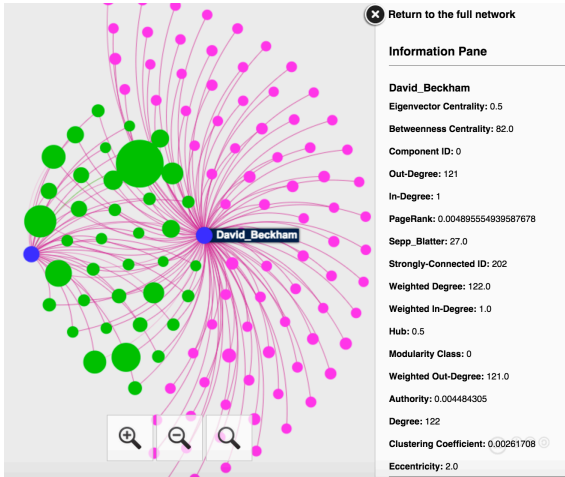 Return to the full network
Information Pane
David_Beckham
Eigenvector Centrality: 0.5
Betweenness Centrality: 82.0
Component ID: 0
Out-Degree: 121
In-Degree: 1
PageRank: 0.004895554939587678
Sepp_Blatter: 27.0
Strongly-Connected ID: 202
Weighted Degree: 122.0
Weighted In-Degree: 1.0
Hub: 0.5
Modularity Class: 0
Weighted Out-Degree: 121.0
Authority: 0.004484305
Degree: 122
Clustering Coefficient: 0.00261708
Eccentricity: 2.0
David_Beckham